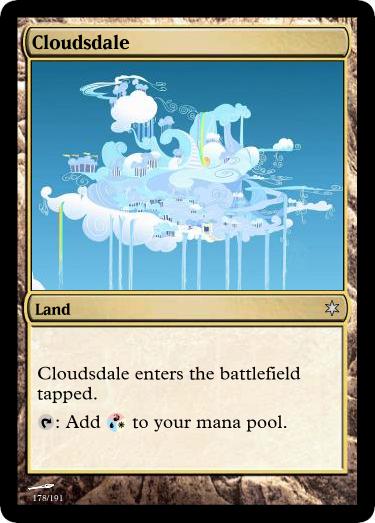 Cloudsdale
Land
Cloudsdale enters the battlefield
tapped.
: Add to your mana pool.
178/191